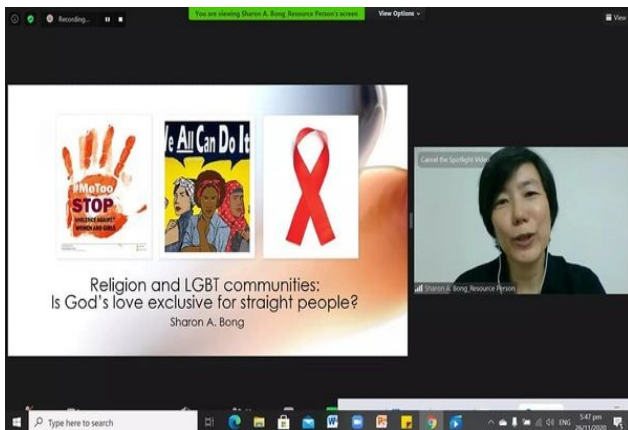 Recording...
You are viewing Sharon A. Bong_Resource Person's screen
View Options
View
#MeToo
STOP
VIOLENCE AGAINST
WOMEN AND GIRLS
We All Can Do It
Cancel the Spotlight Video
Religion and LGBT communities:
Is God's love exclusive for straight people?
Sharon A. Bong
Sharon A. Bong_Resource Person
Type here to search
ENG
5:47 pm
26/11/2020